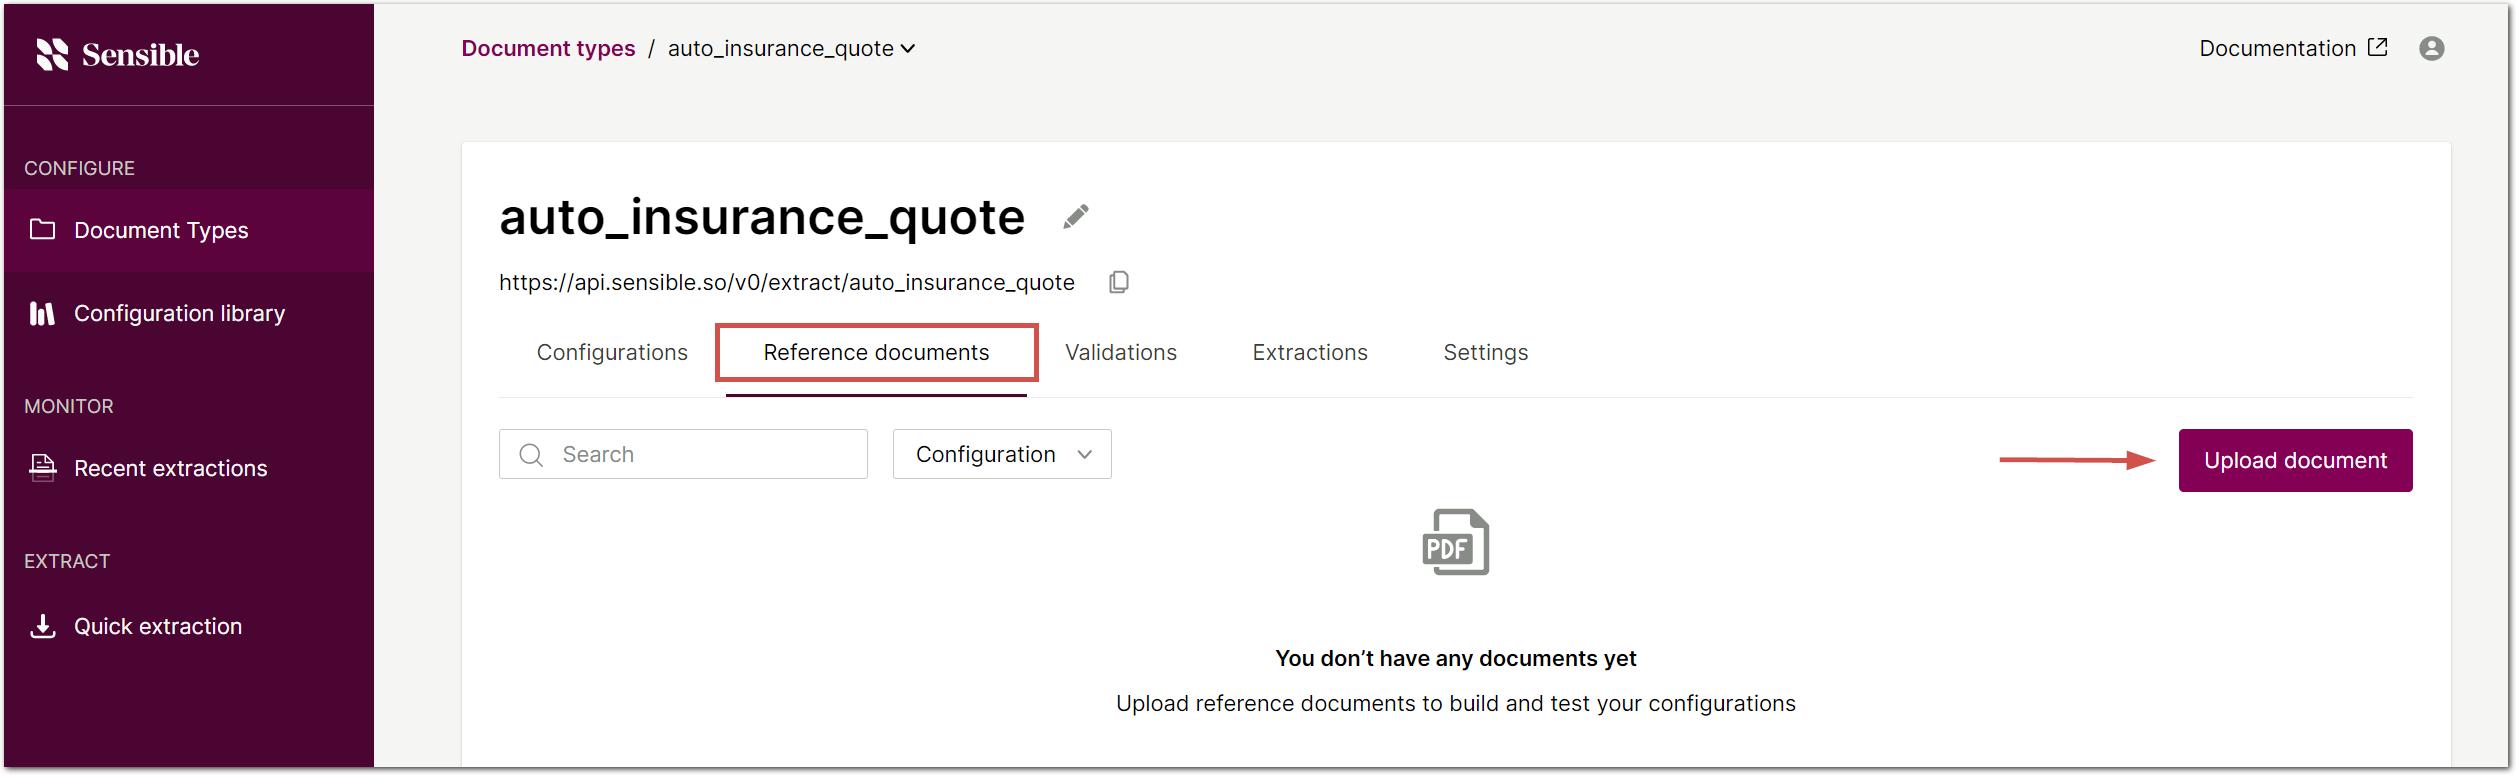 Sensible
CONFIGURE
Document Types
Configuration library
MONITOR
Recent extractions
EXTRACT
Quick extraction
Document types / auto_insurance_quote
Documentation
auto_insurance_quote
https://api.sensible.so/v0/extract/auto_insurance_quote
Configurations Reference documents Validations Extractions Settings
Search Configuration Upload document
PDF
You don’t have any documents yet
Upload reference documents to build and test your configurations